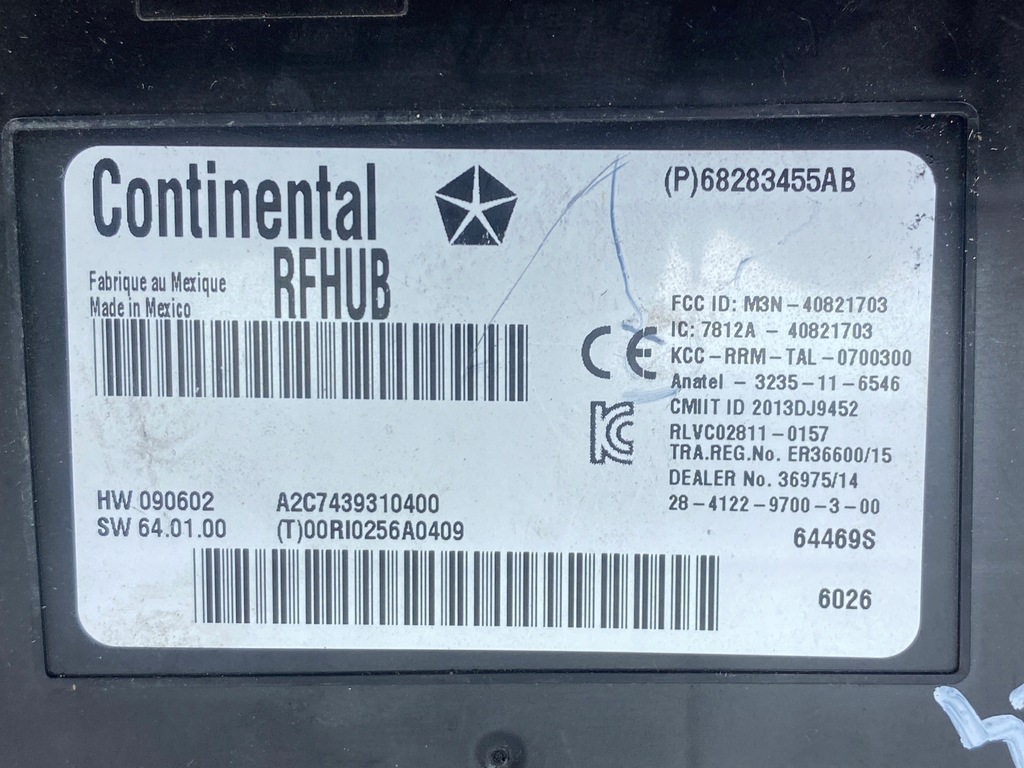 Continental
(P)68283455AB
RFHUB
Fabrique au Mexique
Made in Mexico
CE
KC
FCC ID: M3N-40821703
IC: 7812A - 40821703
KCC-RRM-TAL-0700300
Anatel - 3235-11-6546
CMIIT ID 2013DJ9452
RLVC02811-0157
TRA.REG.No. ER36600/15
DEALER No. 36975/14
28-4122-9700-3-00
HW 090602
A2C7439310400
SW 64.01.00
(T)00RI0256A0409
64469S
6026